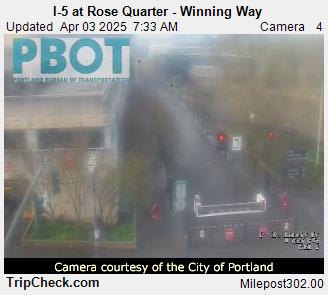 I-5 at Rose Quarter - Winning Way
Updated Apr 03 2025 7:33 AM Camera 4
PBOT
PORTLAND BUREAU OF TRANSPORTATION
Camera courtesy of the City of Portland
TripCheck.com Milepost302.00